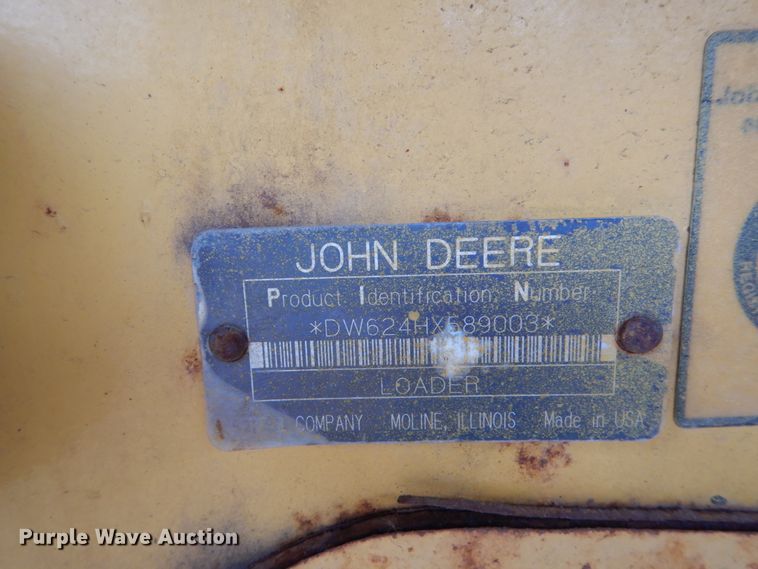 JOHN DEERE
Product Identification Number
*DW624HX589003*
LOADER
COMPANY MOLINE, ILLINOIS Made in USA
Purple Wave Auction